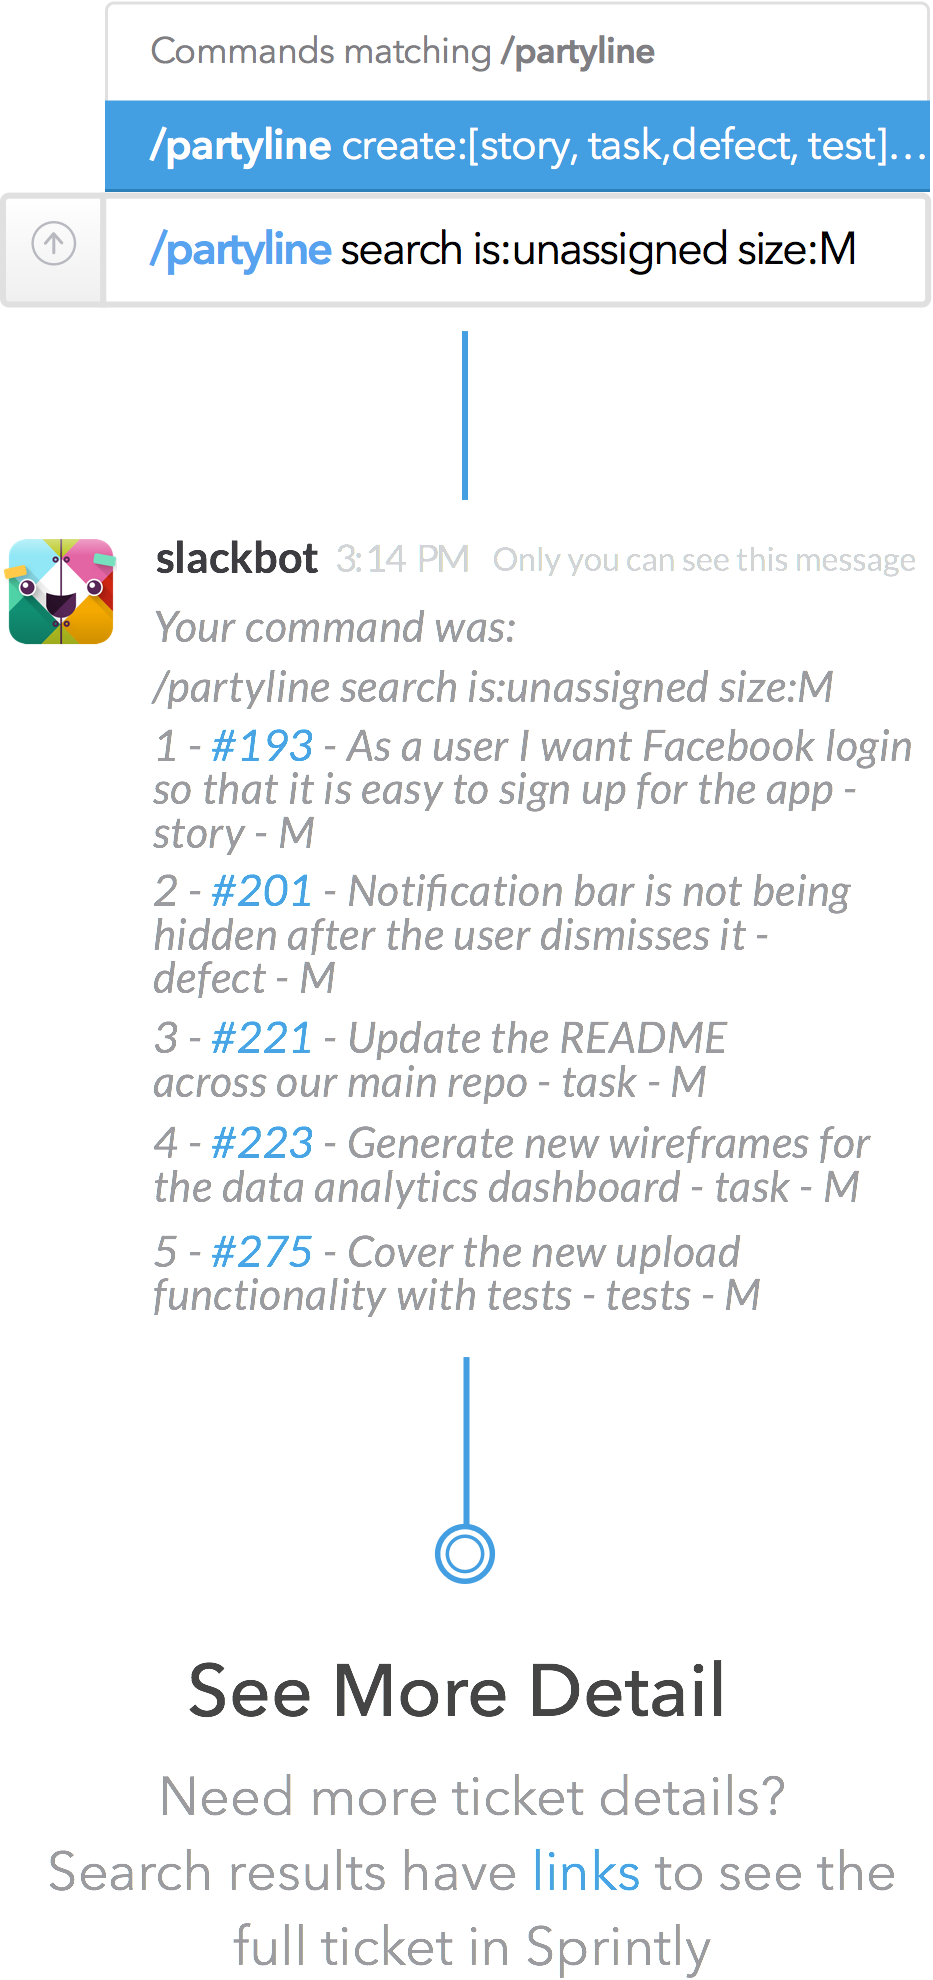 Commands matching /partyline
/partyline create:[story, task,defect, test]...
/partyline search is:unassigned size:M
slackbot 3:14 PM Only you can see this message
Your command was:
/partyline search is:unassigned size:M
1 - #193 - As a user I want Facebook login
so that it is easy to sign up for the app -
story - M
2 - #201 - Notification bar is not being
hidden after the user dismisses it -
defect - M
3 - #221 - Update the README
across our main repo - task - M
4 - #223 - Generate new wireframes for
the data analytics dashboard - task - M
5 - #275 - Cover the new upload
functionality with tests - tests - M
See More Detail
Need more ticket details?
Search results have links to see the
full ticket in Sprintly